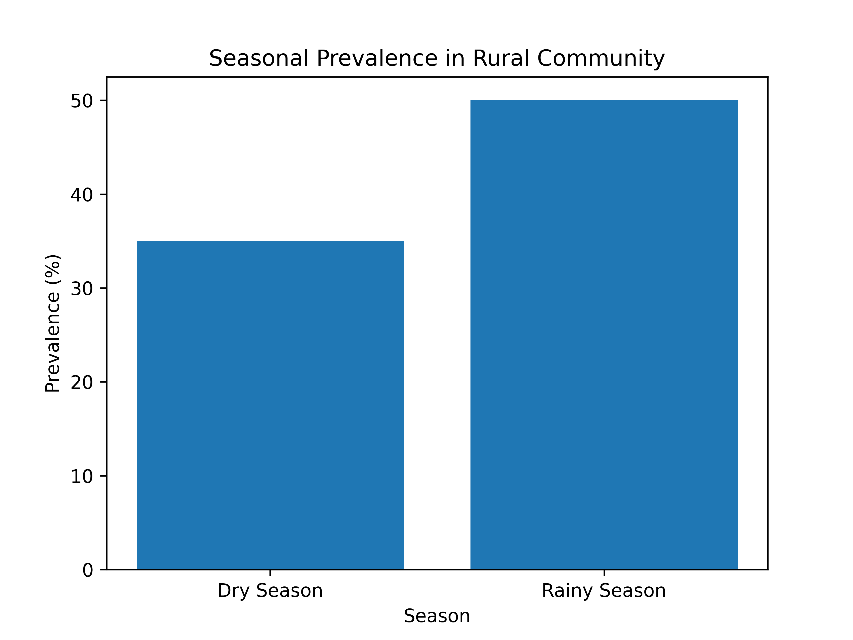 Seasonal Prevalence in Rural Community
Prevalence (%)
50
40
30
20
10
0
Dry Season
Rainy Season
Season